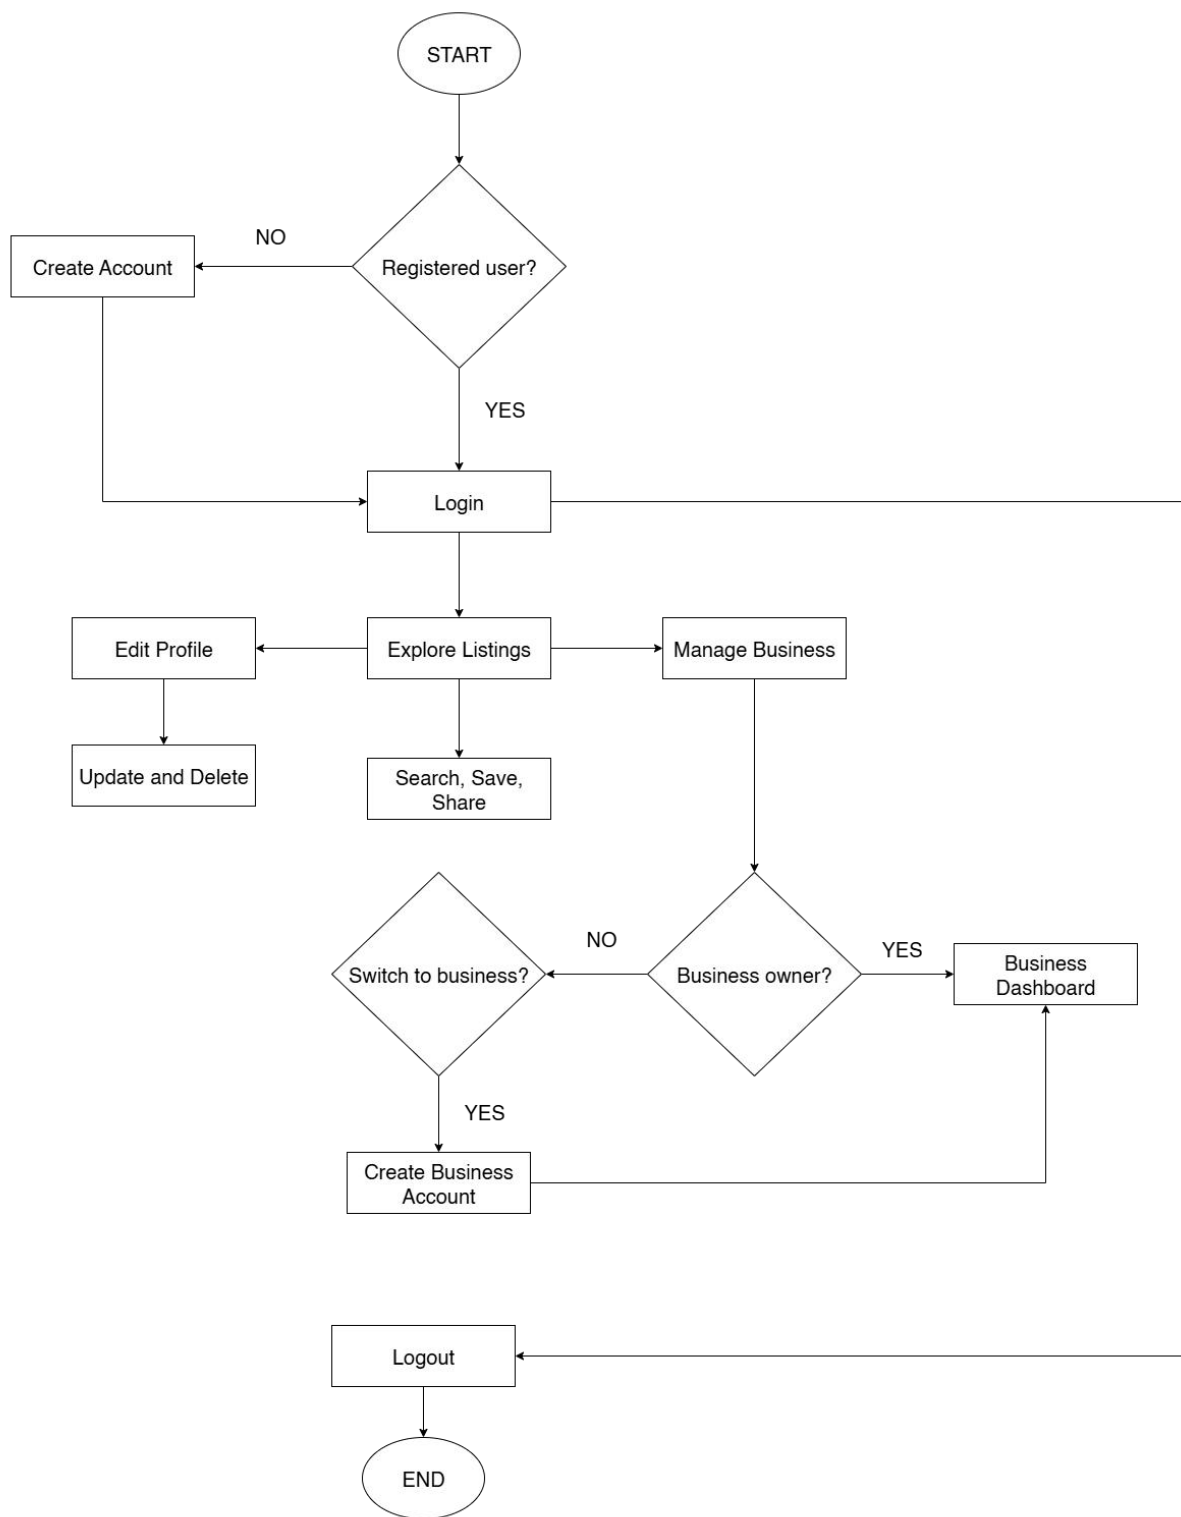 START
NO
Create Account
Registered user?
YES
Login
Edit Profile
Explore Listings
Manage Business
Update and Delete
Search, Save,
Share
Switch to business?
NO
Business owner?
YES
Business
Dashboard
YES
Create Business
Account
Logout
END